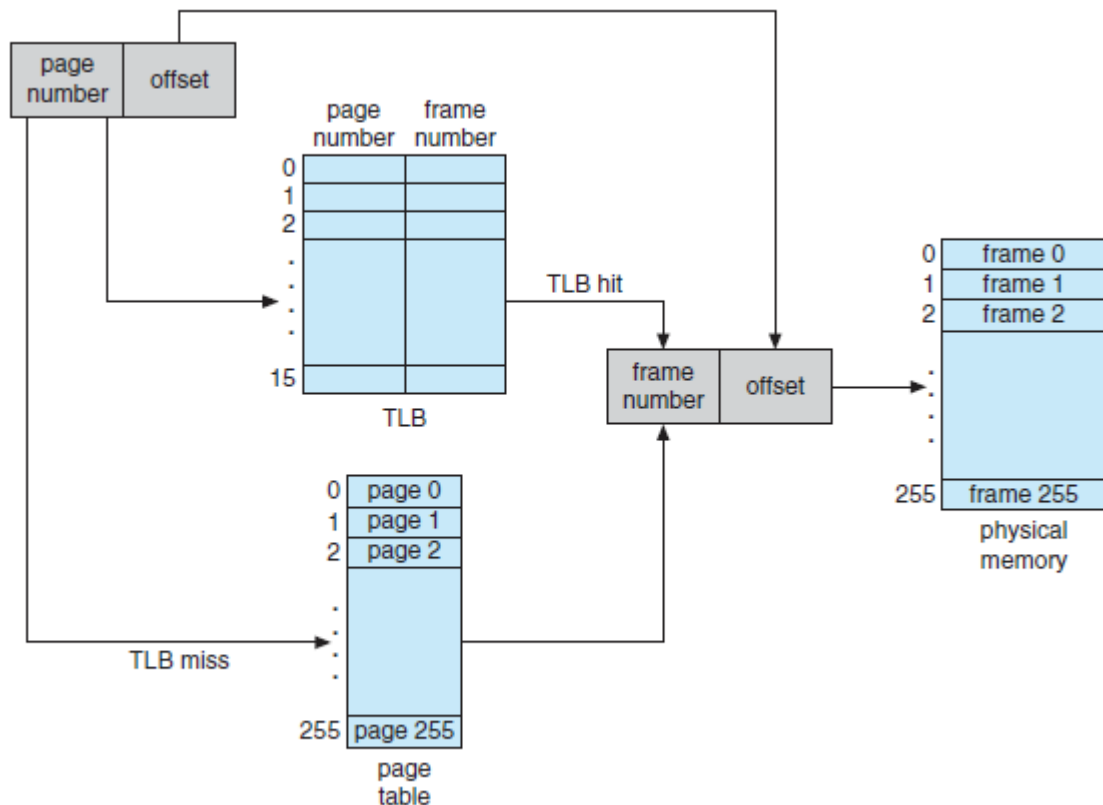 page
number
offset
page
number
frame
number
0
1
2
.
.
.
.
15
TLB
TLB hit
frame
number
offset
0 frame 0
1 frame 1
2 frame 2
.
.
.
.
255 frame 255
physical
memory
0 page 0
1 page 1
2 page 2
.
.
.
.
TLB miss
255 page 255
page
table